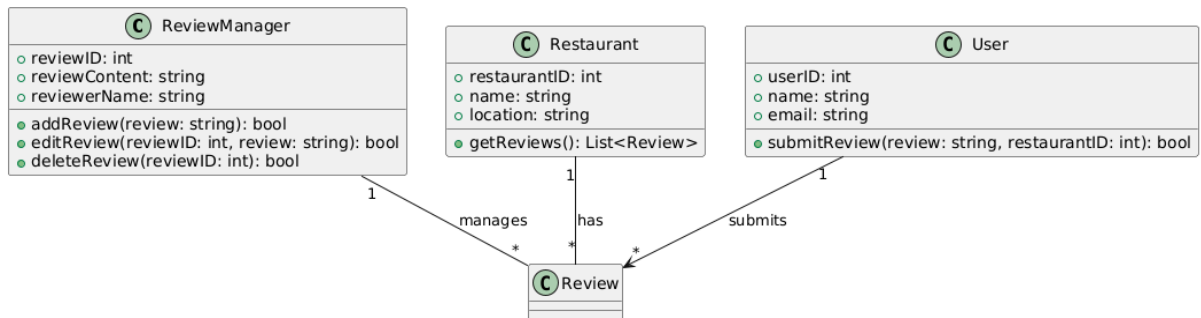 C ReviewManager
reviewID: int
reviewContent: string
reviewerName: string
addReview(review: string): bool
editReview(reviewID: int, review: string): bool
deleteReview(reviewID: int): bool
C Restaurant
restaurantID: int
name: string
location: string
getReviews(): List<Review>
C User
userID: int
name: string
email: string
submitReview(review: string, restaurantID: int): bool
1
manages
*
1
has
*
1
submits
*
C Review